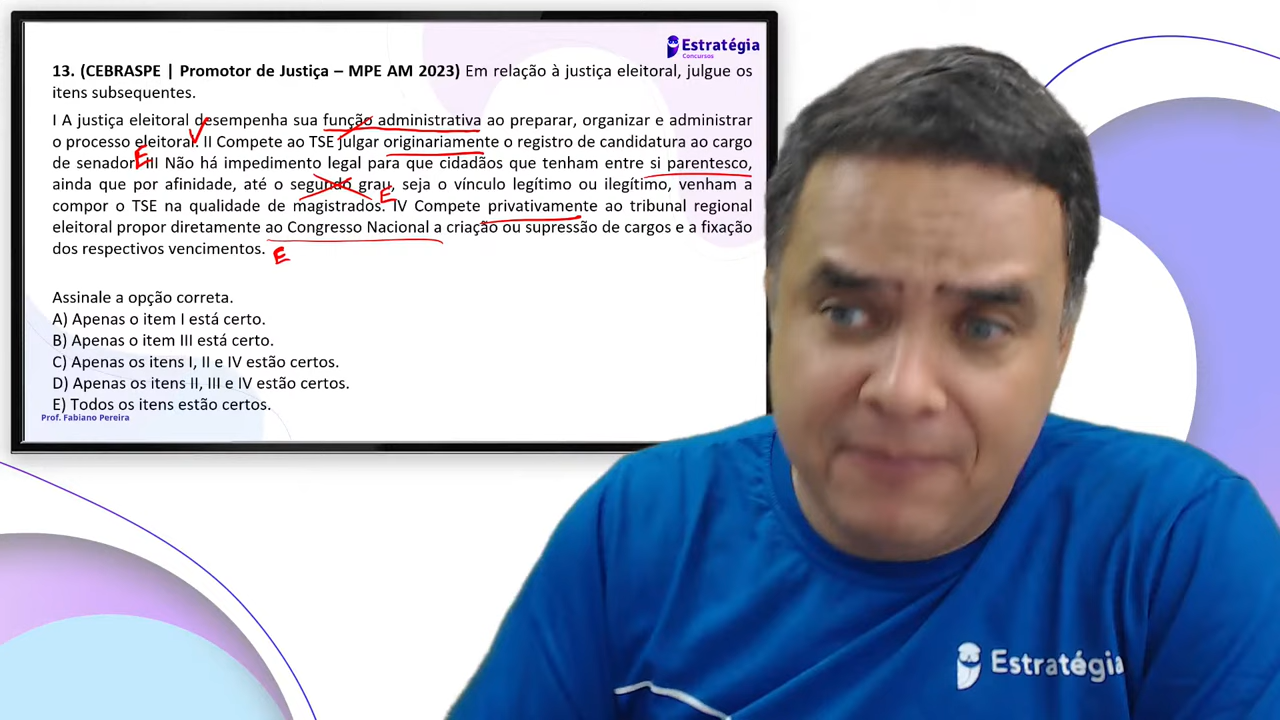 Estratégia
Concursos
13. (CEBRASPE | Promotor de Justiça – MPE AM 2023) Em relação à justiça eleitoral, julgue os
itens subsequentes.
I A justiça eleitoral desempenha sua função administrativa ao preparar, organizar e administrar
o processo eleitoral. II Compete ao TSE julgar originariamente o registro de candidatura ao cargo
de senador. III Não há impedimento legal para que cidadãos que tenham entre si parentesco,
ainda que por afinidade, até o segundo grau, seja o vínculo legítimo ou ilegítimo, venham a
compor o TSE na qualidade de magistrados. IV Compete privativamente ao tribunal regional
eleitoral propor diretamente ao Congresso Nacional a criação ou supressão de cargos e a fixação
dos respectivos vencimentos.
E
E
E
Assinale a opção correta.
A) Apenas o item I está certo.
B) Apenas o item III está certo.
C) Apenas os itens I, II e IV estão certos.
D) Apenas os itens II, III e IV estão certos.
E) Todos os itens estão certos.
Prof. Fabiano Pereira
Estratégia